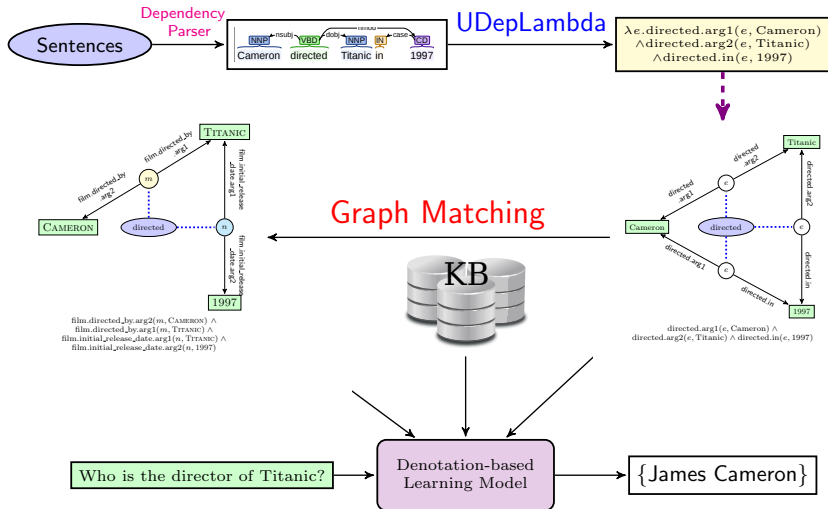 Sentences
Dependency
Parser
nsubj
dobj
nmod
case
NNP
VBD
NNP
IN
CD
Cameron directed Titanic in 1997
UDepLambda
λe.directed.arg1(e, Cameron)
∧directed.arg2(e, Titanic)
∧directed.in(e, 1997)
TITANIC
film.directed_by
.arg1
film.directed_by
.arg2
m
film.initial_release
_date.arg1
CAMERON
directed
n
film.initial_release
_date.arg2
1997
film.directed_by.arg2(m, CAMERON) ∧
film.directed_by.arg1(m, TITANIC) ∧
film.initial_release_date.arg1(n, TITANIC) ∧
film.initial_release_date.arg2(n, 1997)
Graph Matching
KB
Titanic
directed
.arg2
directed
.arg1
e
directed.arg2
Cameron
directed
e
directed.arg1
e
directed.in
directed.in
1997
directed.arg1(e, Cameron) ∧
directed.arg2(e, Titanic) ∧ directed.in(e, 1997)
Who is the director of Titanic?
Denotation-based
Learning Model
{James Cameron}